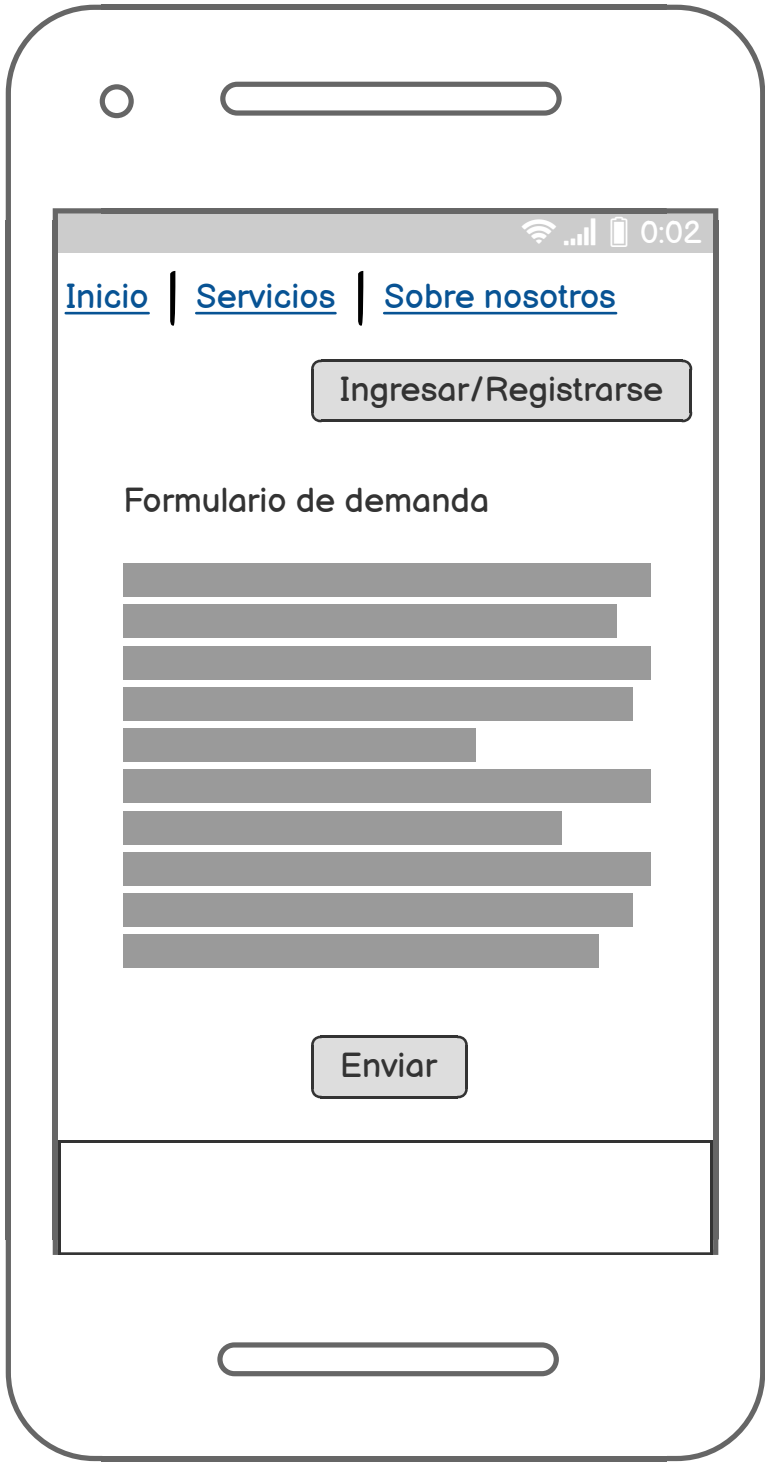 0:02
Inicio Servicios Sobre nosotros
Ingresar/Registrarse
Formulario de demanda
Enviar